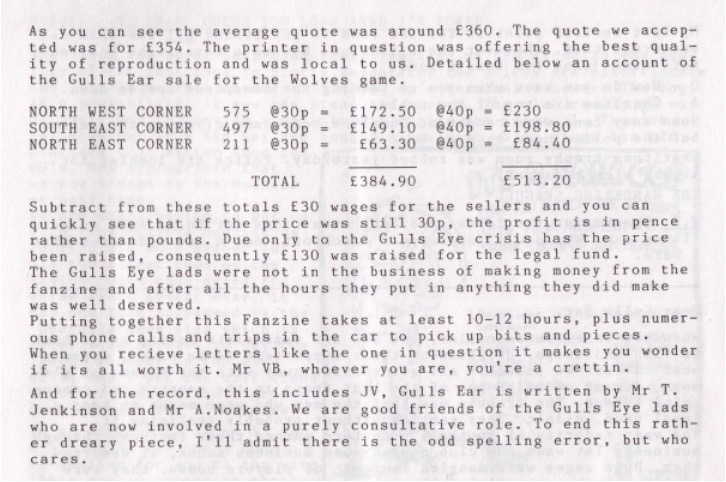 As you can see the average quote was around £360. The quote we accep-
ted was for £354. The printer in question was offering the best qual-
ity of reproduction and was local to us. Detailed below an account of
the Gulls Ear sale for the Wolves game.
NORTH WEST CORNER 575 @30p = £172.50 @40p = £230
SOUTH EAST CORNER 497 @30p = £149.10 @40p = £198.80
NORTH EAST CORNER 211 @30p = £63.30 @40p = £84.40
TOTAL £384.90 £513.20
Subtract from these totals £30 wages for the sellers and you can
quickly see that if the price was still 30p, the profit is in pence
rather than pounds. Due only to the Gulls Eye crisis has the price
been raised, consequently £130 was raised for the legal fund.
The Gulls Eye lads were not in the business of making money from the
fanzine and after all the hours they put in anything they did make
was well deserved.
Putting together this Fanzine takes at least 10-12 hours, plus numer-
ous phone calls and trips in the car to pick up bits and pieces.
When you recieve letters like the one in question it makes you wonder
if its all worth it. Mr VB, whoever you are, you're a crettin.
And for the record, this includes JV, Gulls Ear is written by Mr T.
Jenkinson and Mr A.Noakes. We are good friends of the Gulls Eye lads
who are now involved in a purely consultative role. To end this rath-
er dreary piece, I'll admit there is the odd spelling error, but who
cares.